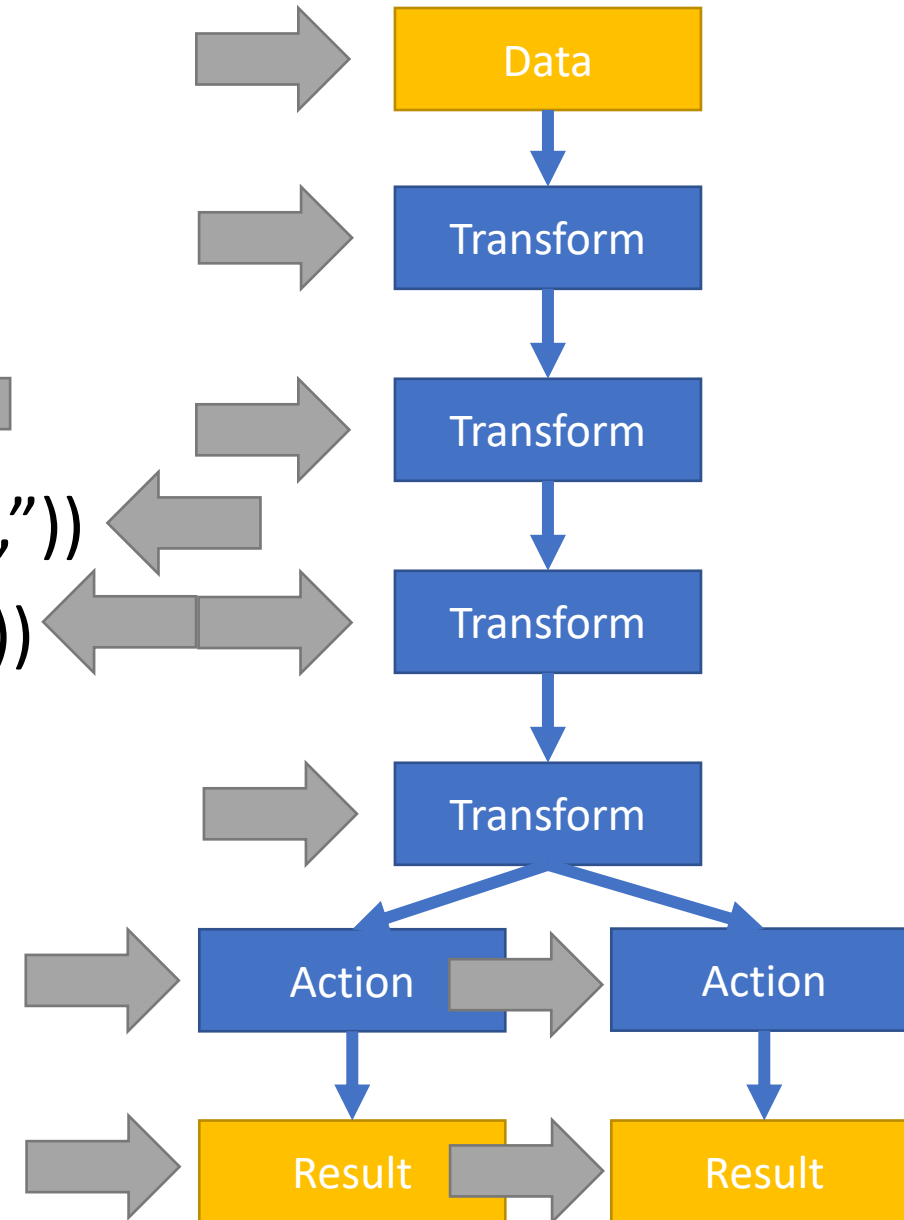 Data
Transform
Transform
,”))
Transform
))
Transform
Action Action
Result Result